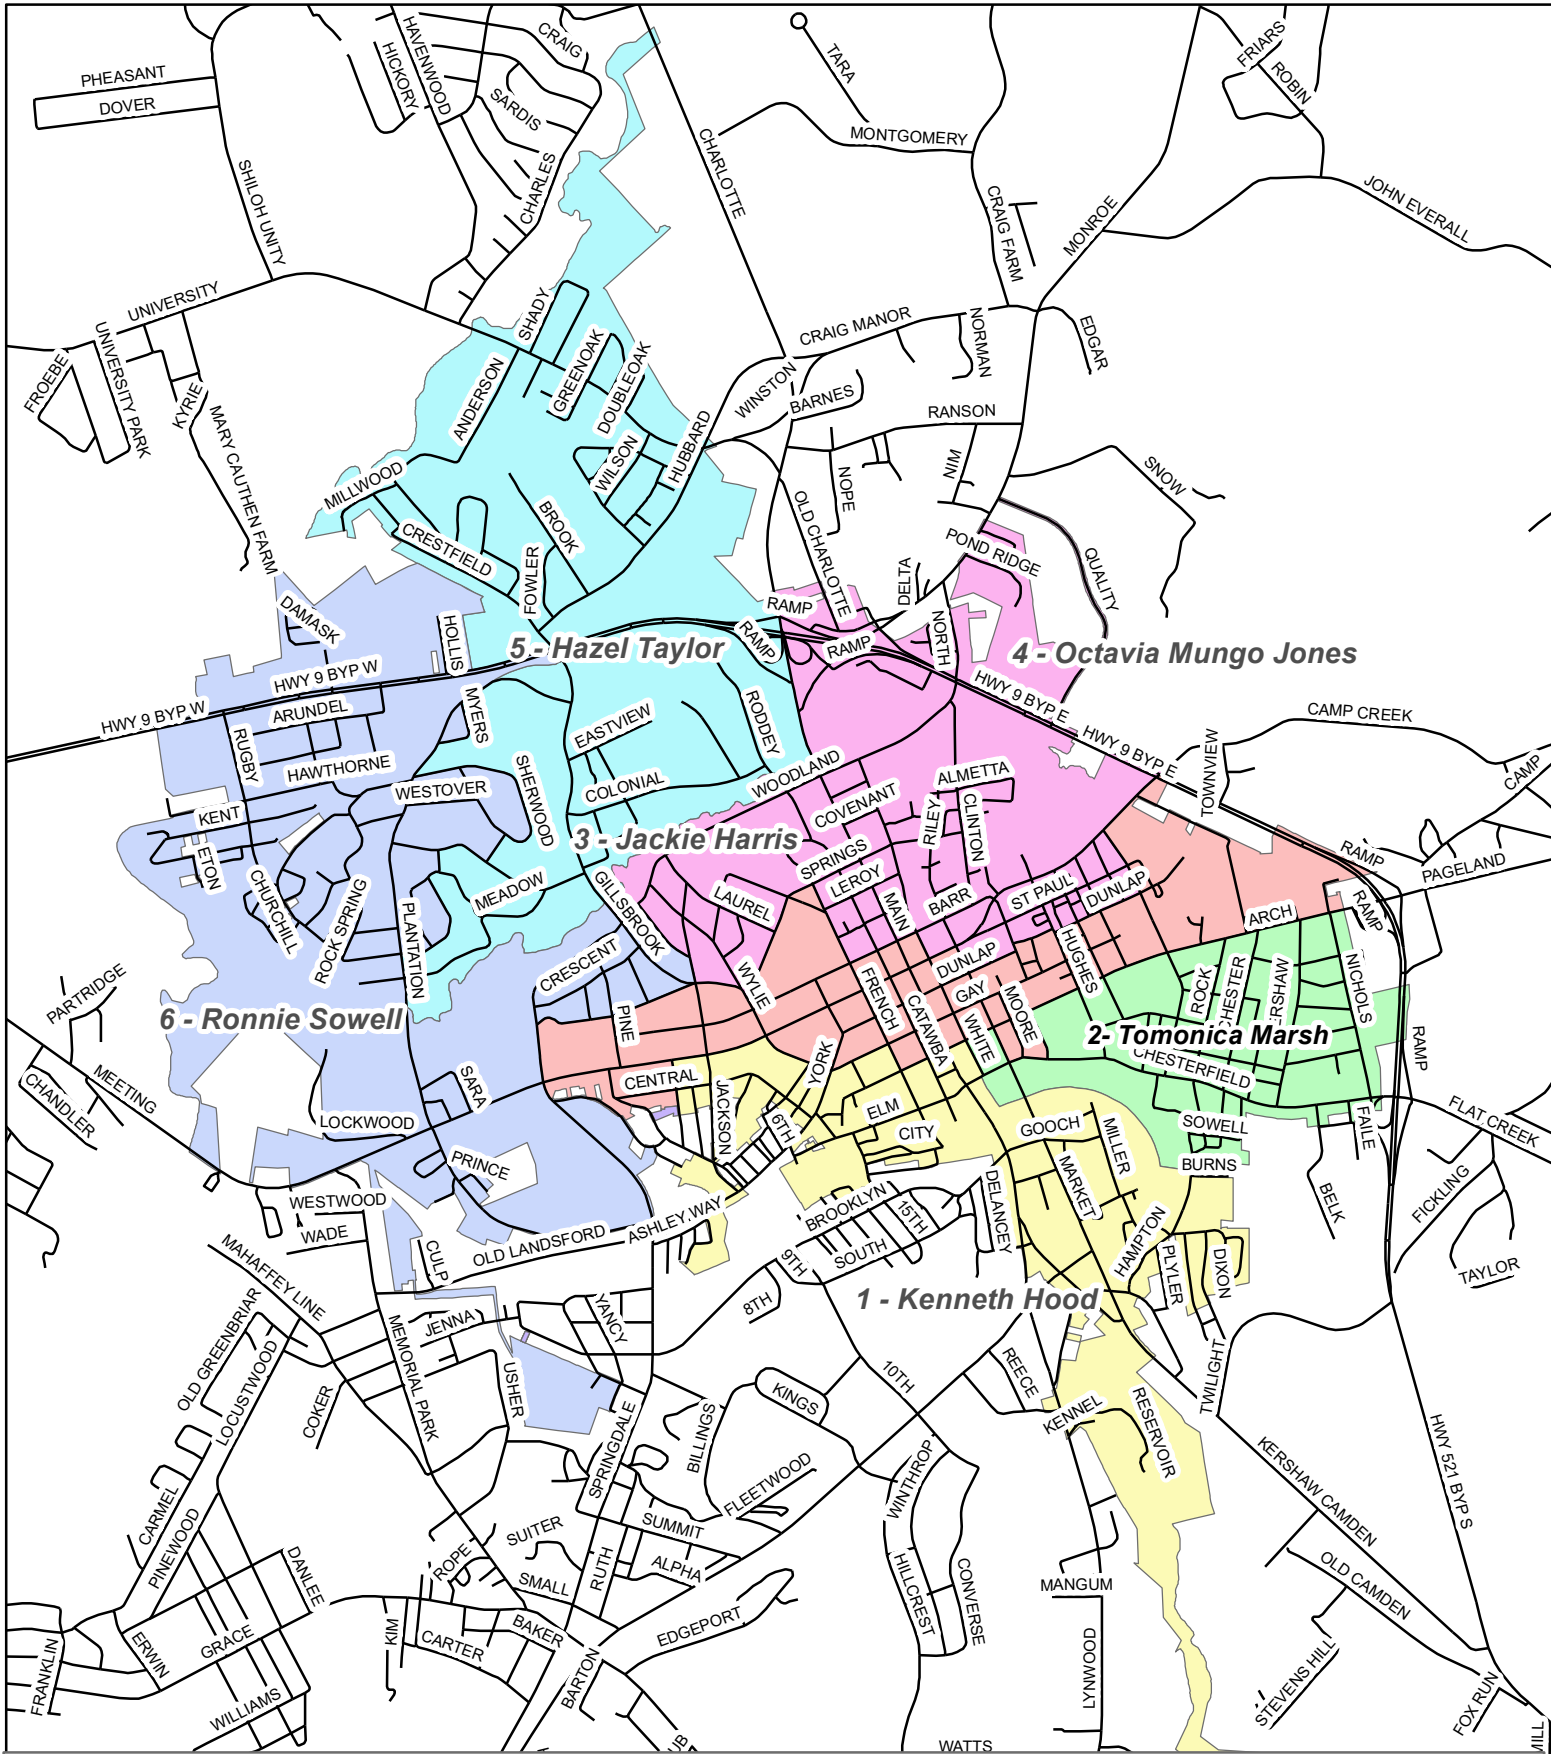 CRAIG
HAVENWOOD
HICKORY
PHEASANT
DOVER
SARDIS
TARA
FRIARS
ROBIN
CHARLOTTE
MONTGOMERY
SHILOH UNITY
CHARLES
CRAIG FARM
MONROE
JOHN EVERALL
UNIVERSITY
SHADY
CRAIG MANOR
NORMAN
EDGAR
UNIVERSITY PARK
FROEBE
KYRIE
GREENOAK
DOUBLEOAK
ANDERSON
WINSTON
BARNES
RANSON
MARY CAUTHEN FARM
HUBBARD
WILSON
MILLWOOD
NIM
SNOW
NOPE
OLD CHARLOTTE
BROOK
CRESTFIELD
POND RIDGE
QUALITY
FOWLER
DELTA
DAMASK
HOLLIS
RAMP
NORTH
RAMP
RAMP
5 - Hazel Taylor
4 - Octavia Mungo Jones
HWY 9 BYP W
HWY 9 BYP W
HWY 9 BYP E
HWY 9 BYP E
ARUNDEL
MYERS
RODDEY
EASTVIEW
CAMP CREEK
RUGBY
TOWNVIEW
HAWTHORNE
WESTOVER
SHERWOOD
COLONIAL
WOODLAND
ALMETTA
CAMP
KENT
COVENANT
RILEY
CLINTON
3 - Jackie Harris
RAMP
ETON
SPRINGS
LEROY
PAGELAND
CHURCHILL
ROCK SPRING
MEADOW
GILLSBROOK
LAUREL
MAIN
BARR
ST PAUL
DUNLAP
RAMP
ARCH
PLANTATION
CRESCENT
WYLIE
DUNLAP
HUGHES
PARTRIDGE
FRENCH
GAY
ROCK
CHESTER
NICHOLS
6 - Ronnie Sowell
PINE
CATAWBA
WHITE
MOORE
2- Tomonica Marsh
RAMP
MEETING
CHANDLER
SARA
CENTRAL
YORK
CHESTERFIELD
JACKSON
ELM
LOCKWOOD
6TH
CITY
GOOCH
MILLER
SOWELL
FAILE
FLAT CREEK
PRINCE
BURNS
WESTWOOD
DELANCEY
MARKET
BELK
FICKLING
WADE
ASHLEY WAY
BROOKLYN
15TH
OLD LANDSFORD
SOUTH
HAMPTON
PLYLER
DIXON
MAHAFFEY LINE
CULP
9TH
TAYLOR
8TH
1 - Kenneth Hood
OLD GREENBRIAR
JENNA
YANCY
MEMORIAL PARK
LOCUSTWOOD
USHER
10TH
REECE
TWILIGHT
COKER
KINGS
KENNEL
RESERVOIR
BILLINGS
SPRINGDALE
HWY 521 BYP S
WINTHROP
KERSHAW CAMDEN
FLEETWOOD
CARMEL
SUMMIT
SUITER
PINEWOOD
DANLEE
ROPE
ALPHA
RUTH
SMALL
HILLCREST
CONVERSE
MANGUM
OLD CAMDEN
EDGEPORT
ERWIN
GRACE
KIM
CARTER
BAKER
BARTON
LYNWOOD
STEVENS HILL
FRANKLIN
WILLIAMS
FOX RUN
WATTS